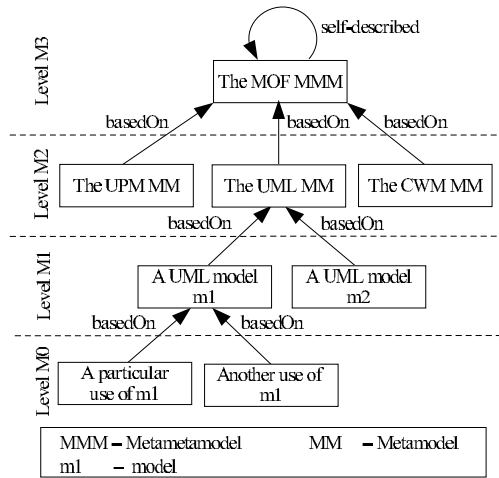 self-described
Level M3
The MOF MMM
basedOn
basedOn
basedOn
Level M2
The UPM MM
The UML MM
The CWM MM
basedOn
basedOn
Level M1
A UML model
m1
A UML model
m2
basedOn
basedOn
Level M0
A particular
use of m1
Another use of
m1
MMM – Metametamodel MM – Metamodel
m1 – model